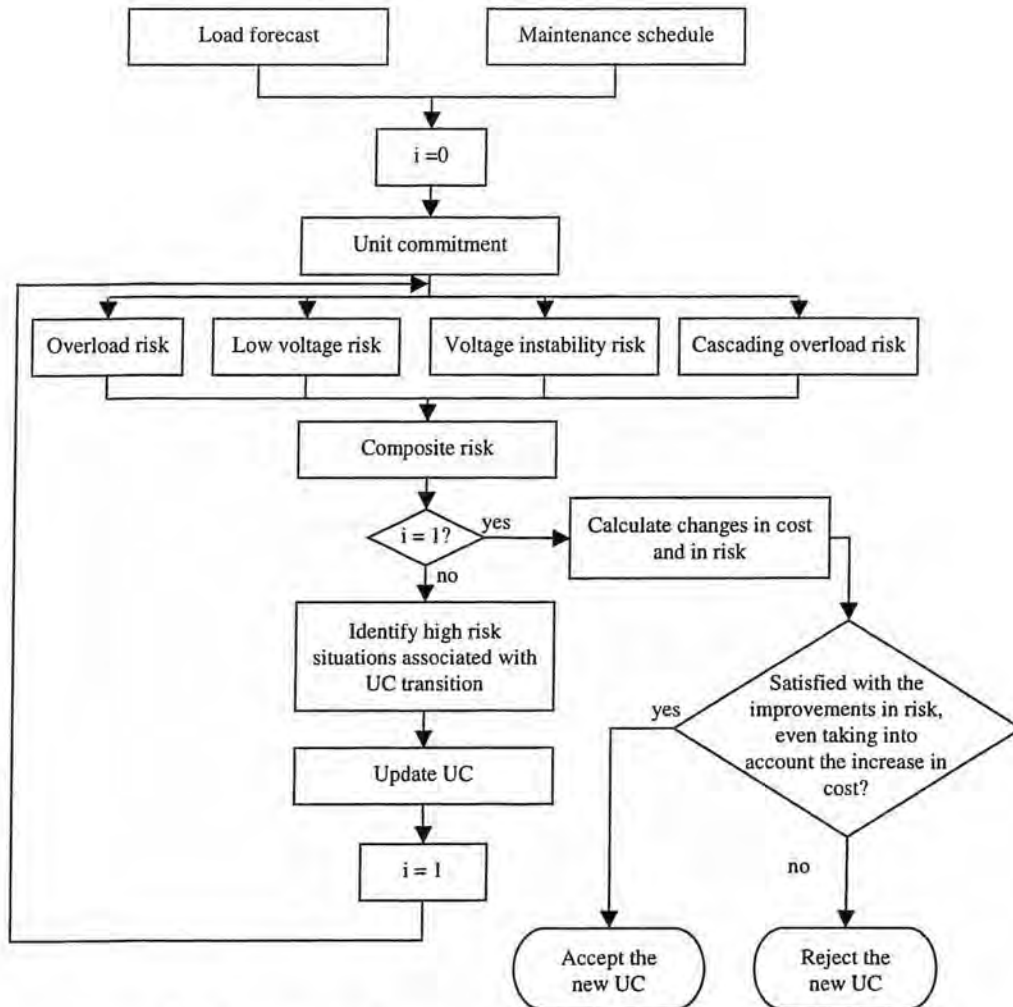 Load forecast
Maintenance schedule
i =0
Unit commitment
Overload risk
Low voltage risk
Voltage instability risk
Cascading overload risk
Composite risk
i = 1?
yes
Calculate changes in cost
and in risk
no
Identify high risk
situations associated with
UC transition
Satisfied with the
improvements in risk,
even taking into
account the increase in
cost?
yes
Update UC
no
i = 1
Accept the
new UC
Reject the
new UC